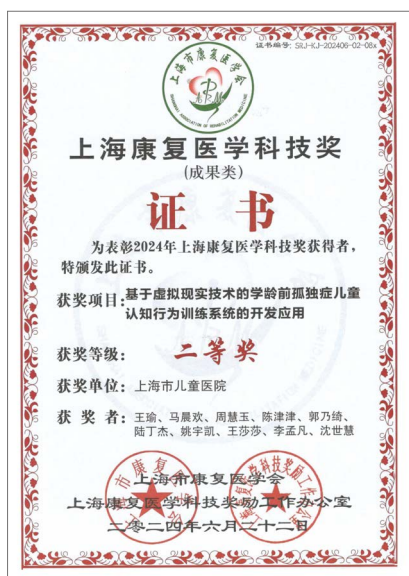 证书编号: SRJ-KJ-202406-02-08x
上海市康复医学会
SHANGHAI ASSOCIATION OF REHABILITATION MEDICINE
上海康复医学科技奖
(成果类)
证 书
为表彰2024年上海康复医学科技奖获得者,
特颁发此证书。
获奖项目:基于虚拟现实技术的学龄前孤独症儿童
认知行为训练系统的开发应用
获奖等级: 二等奖
获奖单位: 上海市儿童医院
获 奖 者: 王瑜、马晨欢、周慧玉、陈津津、郭乃绮、
陆丁杰、姚宇凯、王莎莎、李孟凡、沈世慧
上海市康复医学会
上海康复医学科技奖励工作办公室
二零二四年六月二十二日